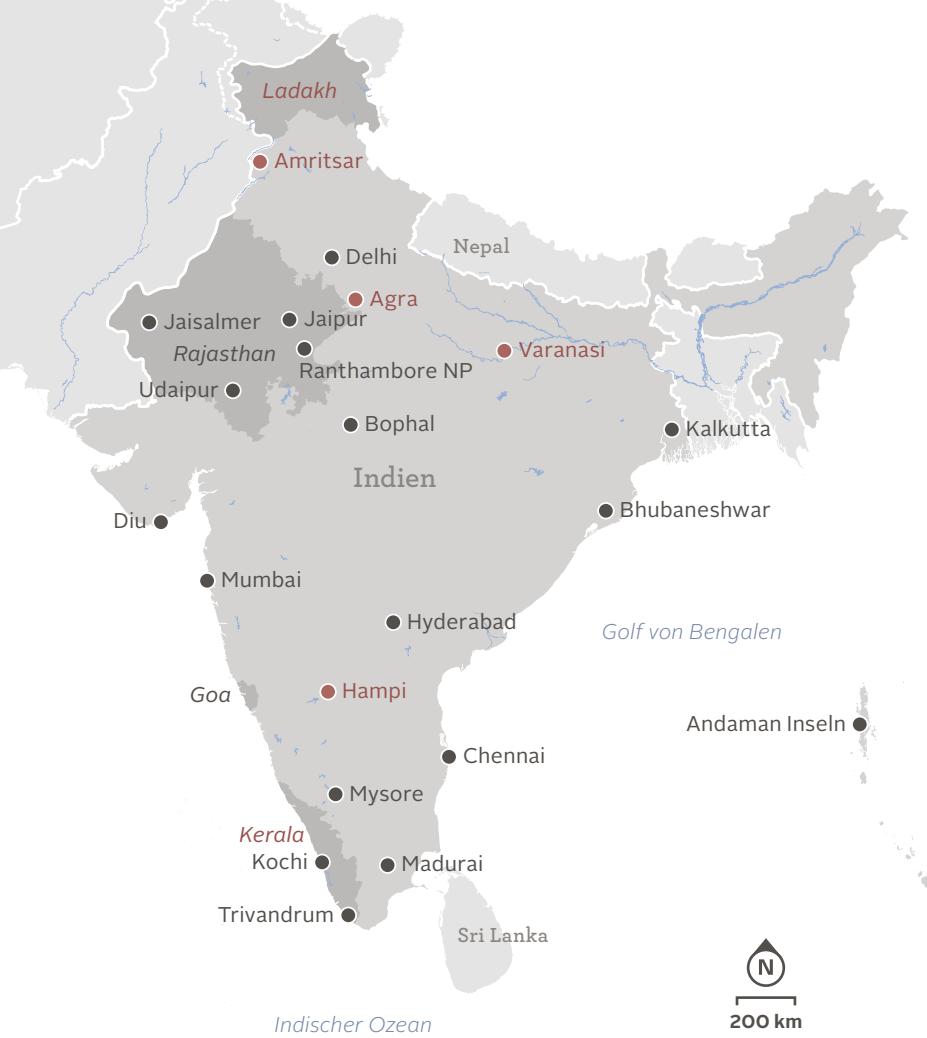 Ladakh
Amritsar
Nepal
Delhi
Agra
Jaisalmer
Jaipur
Rajasthan
Varanasi
Ranthambore NP
Udaipur
Bophal
Kalkutta
Indien
Bhubaneshwar
Diu
Mumbai
Hyderabad
Golf von Bengalen
Goa
Hampi
Andaman Inseln
Chennai
Mysore
Kerala
Kochi
Madurai
Trivandrum
Sri Lanka
N
200 km
Indischer Ozean